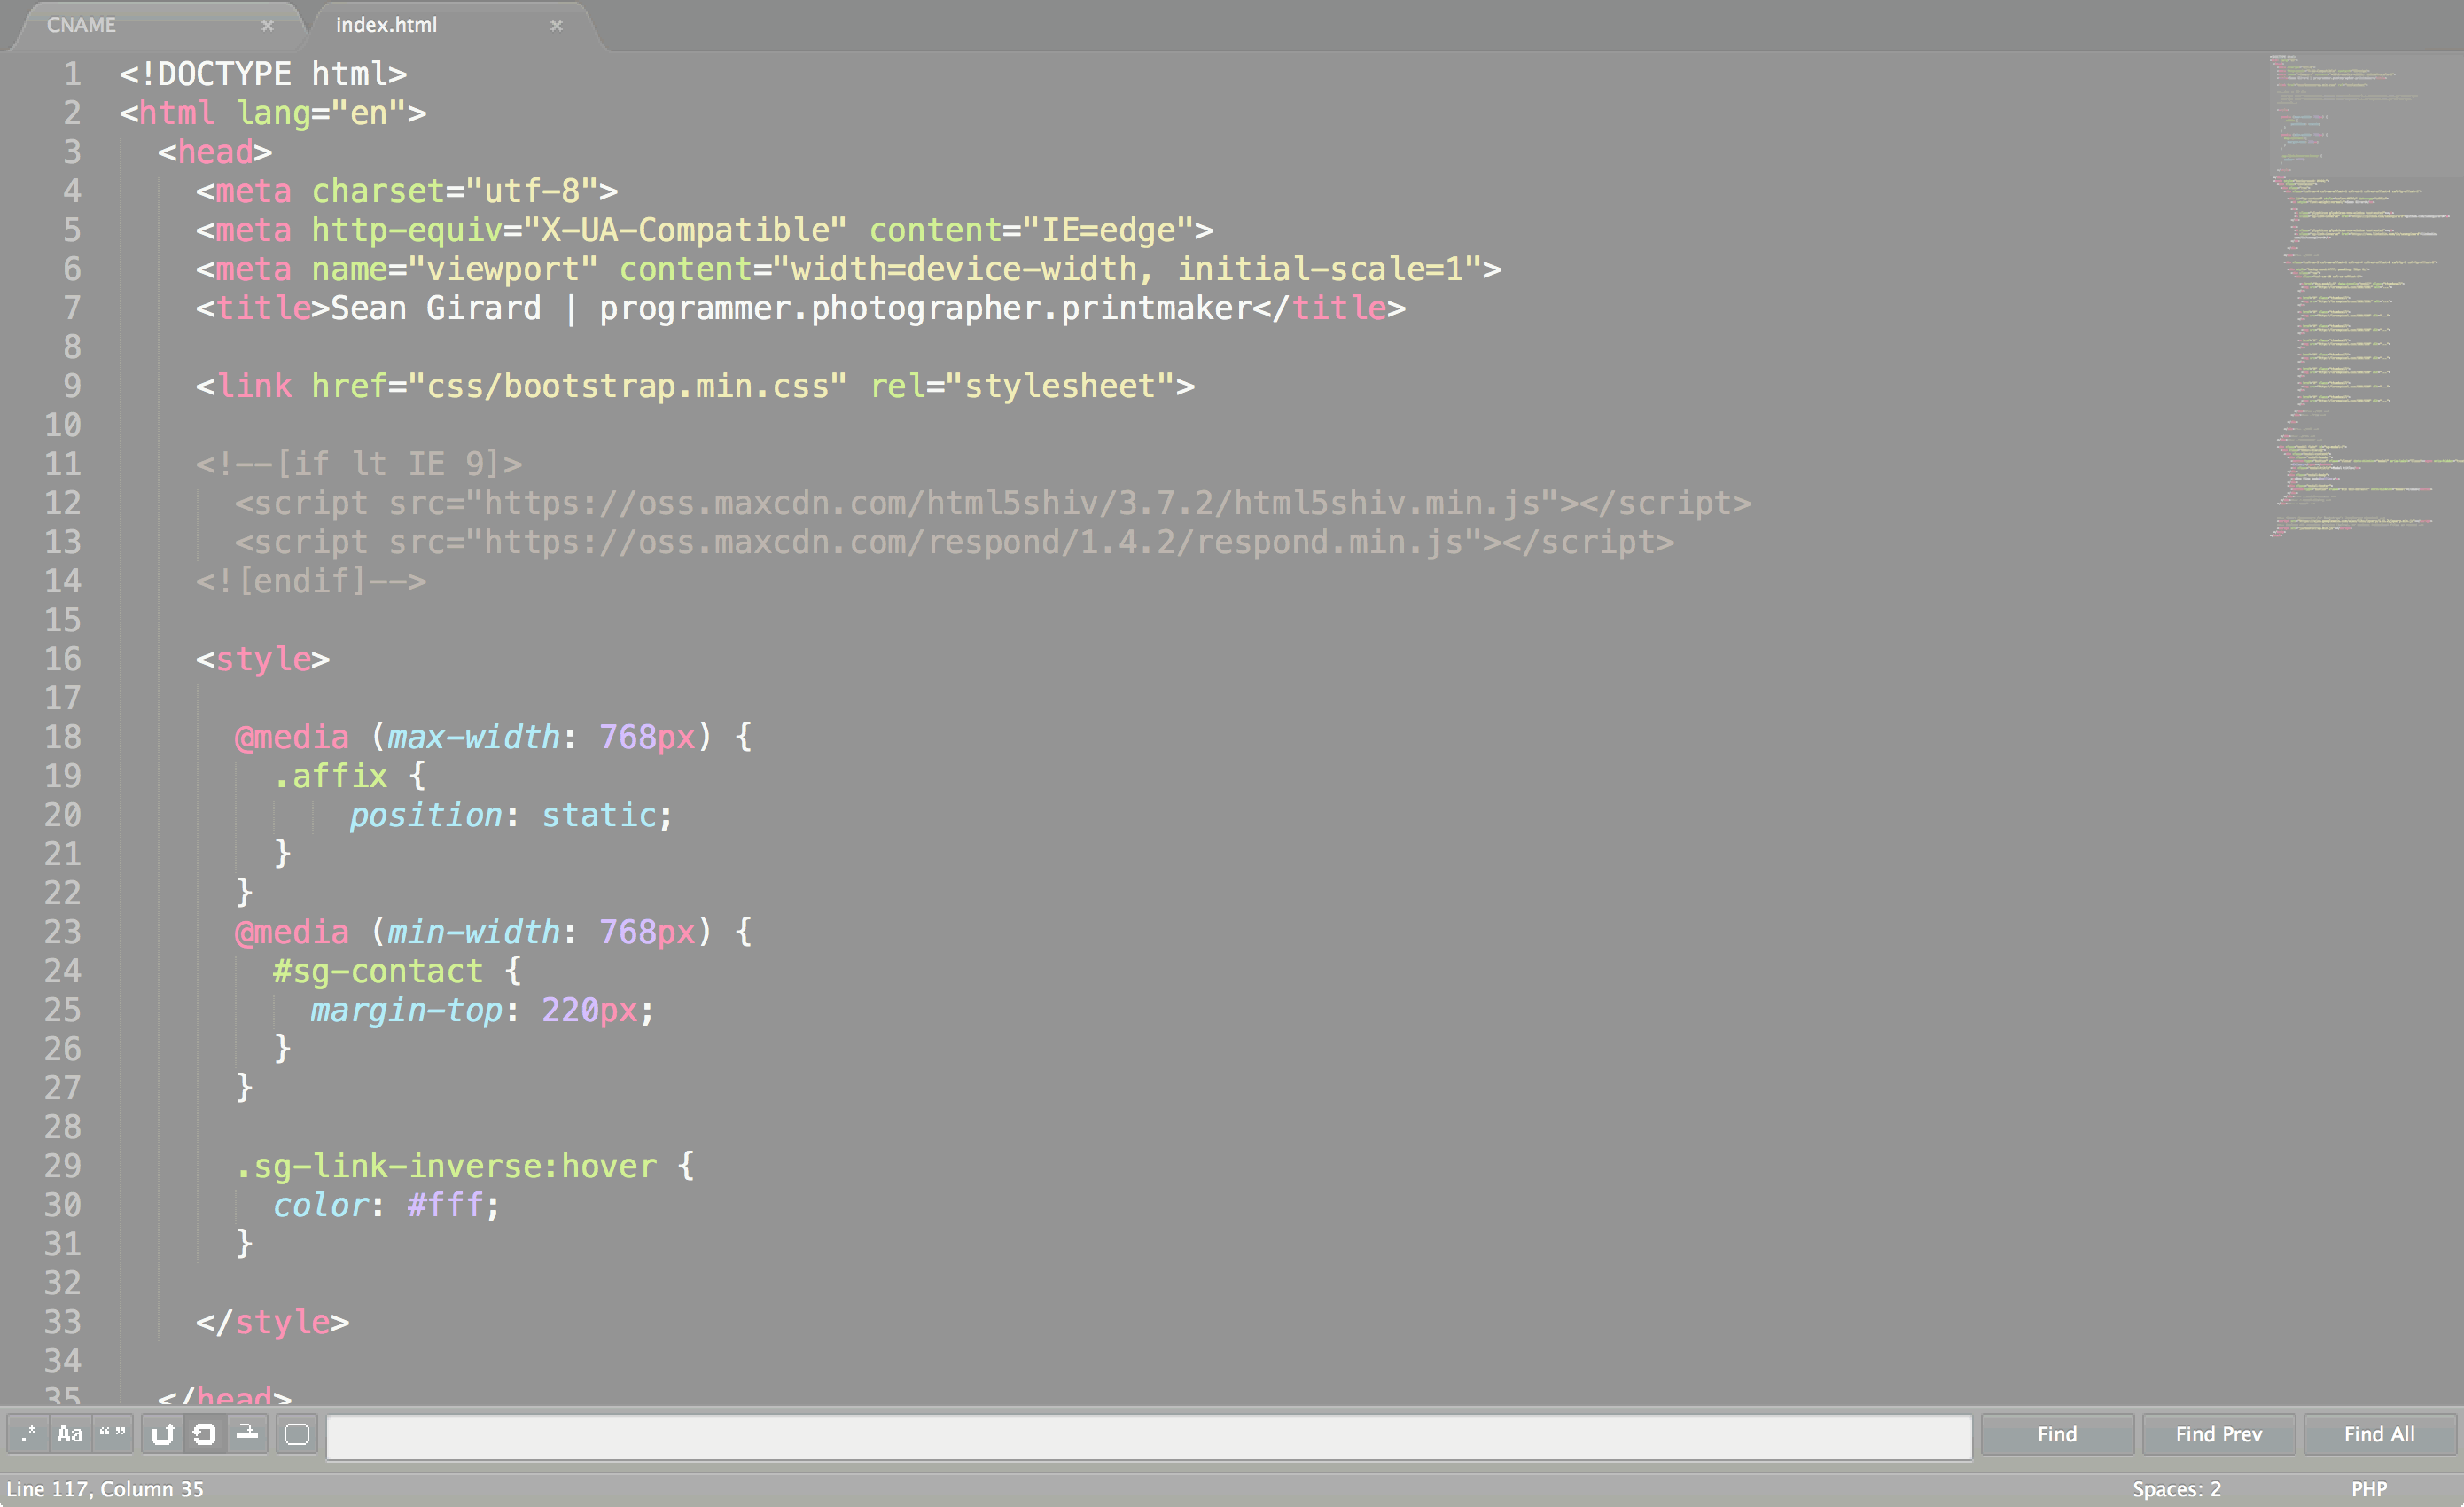 CNAME × index.html ×
1 <!DOCTYPE html>
2 <html lang="en">
3 <head>
4 <meta charset="utf-8">
5 <meta http-equiv="X-UA-Compatible" content="IE=edge">
6 <meta name="viewport" content="width=device-width, initial-scale=1">
7 <title>Sean Girard | programmer.photographer.printmaker</title>
8
9 <link href="css/bootstrap.min.css" rel="stylesheet">
10
11 <!--[if lt IE 9]>
12 <script src="https://oss.maxcdn.com/html5shiv/3.7.2/html5shiv.min.js"></script>
13 <script src="https://oss.maxcdn.com/respond/1.4.2/respond.min.js"></script>
14 <![endif]-->
15
16 <style>
17
18 @media (max-width: 768px) {
19 .affix {
20 position: static;
21 }
22 }
23 @media (min-width: 768px) {
24 #sg-contact {
25 margin-top: 220px;
26 }
27 }
28
29 .sg-link-inverse:hover {
30 color: #fff;
31 }
32
33 </style>
34
35 </head>
.* Aa “” Find Find Prev Find All
Line 117, Column 35 Spaces: 2 PHP